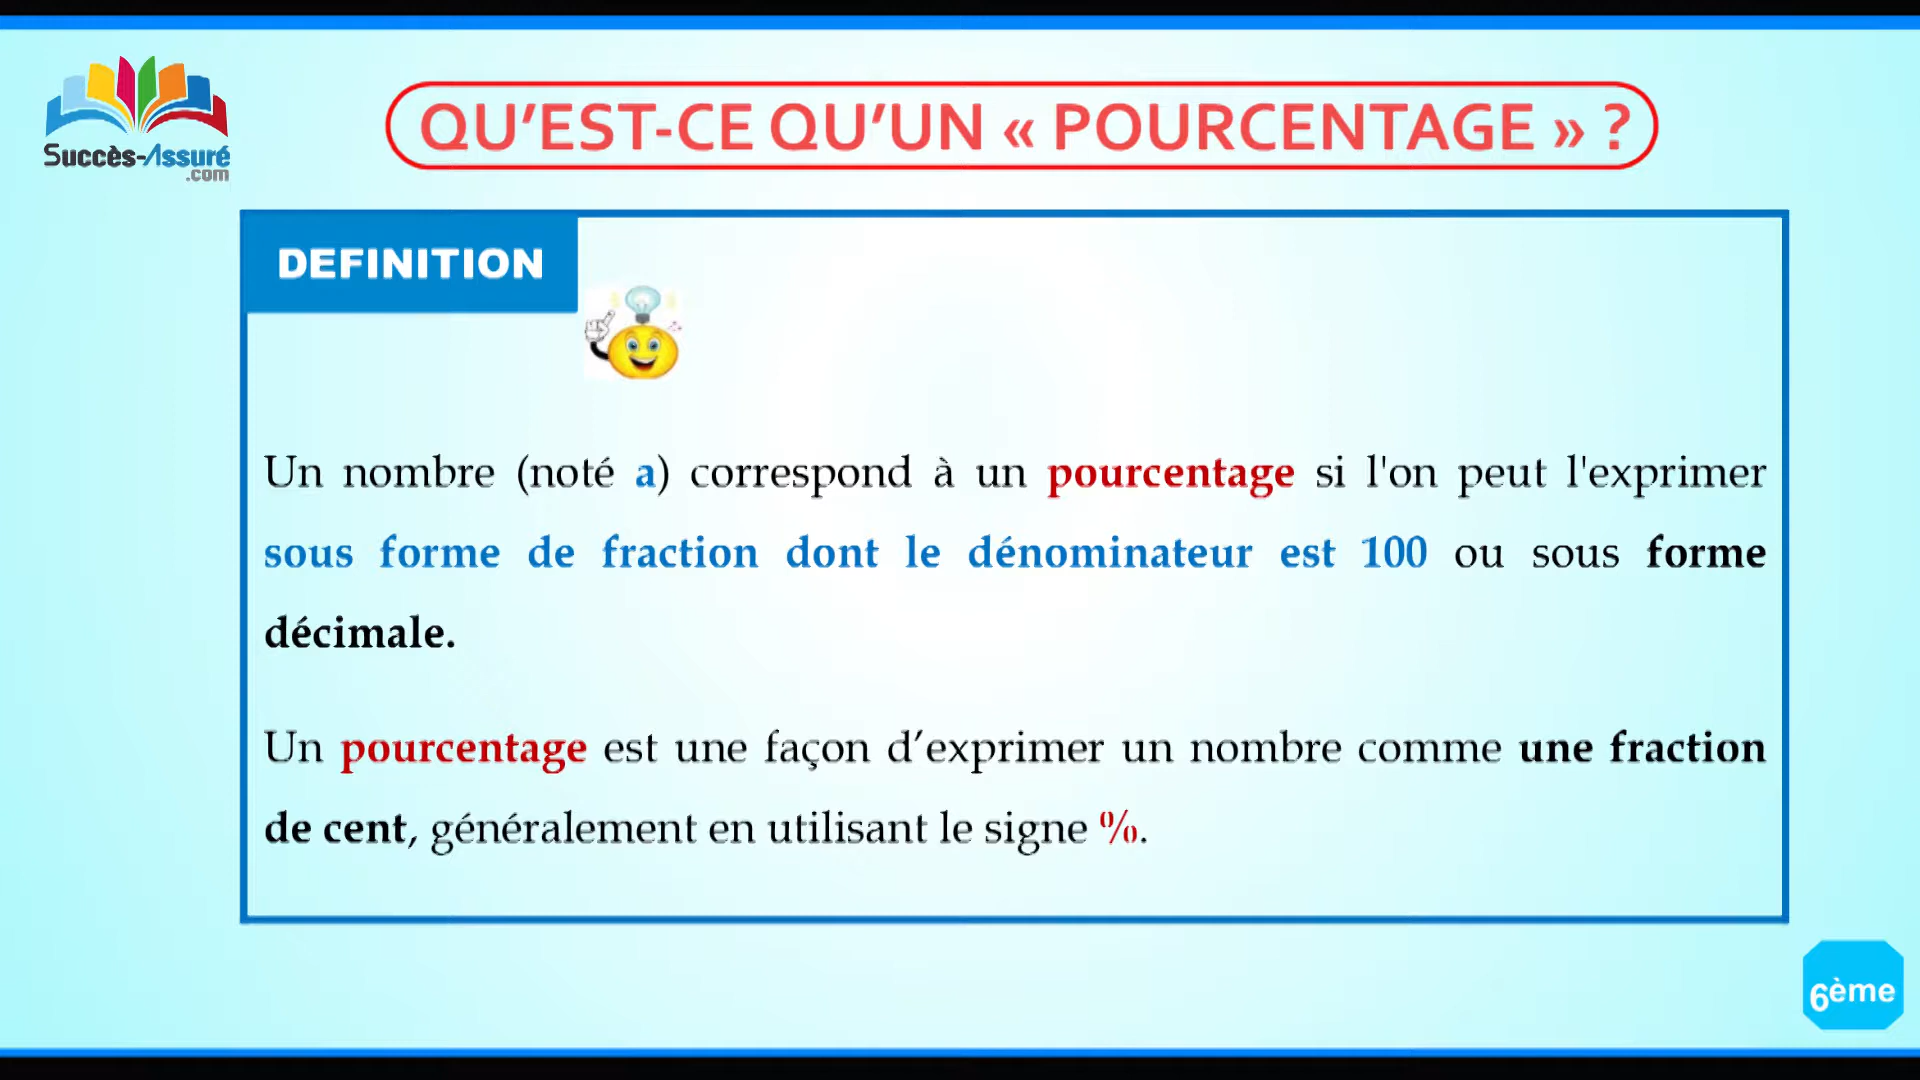 Succès-Assuré
.com
QU’EST-CE QU’UN « POURCENTAGE » ?
DEFINITION
Un nombre (noté a) correspond à un pourcentage si l'on peut l'exprimer
sous forme de fraction dont le dénominateur est 100 ou sous forme
décimale.
Un pourcentage est une façon d’exprimer un nombre comme une fraction
de cent, généralement en utilisant le signe %.
6ème